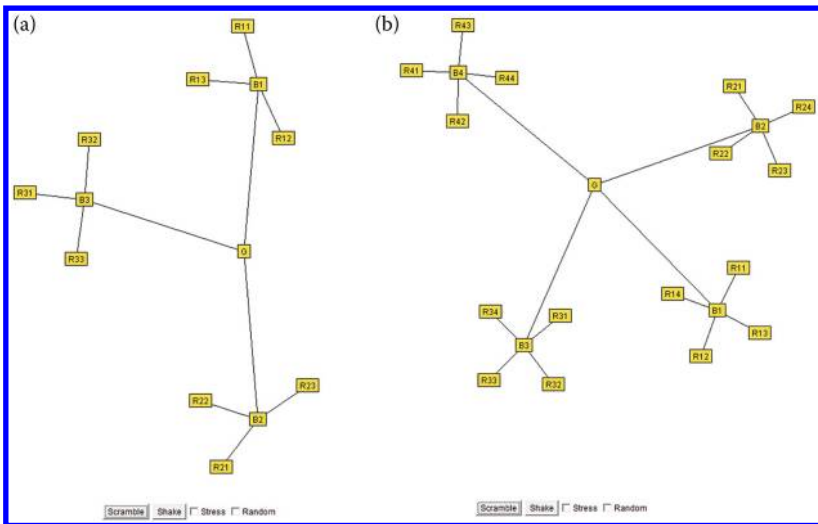 (a)
R11
R13
B1
R12
R32
R31
B3
R33
0
R22
R23
B2
R21
Scramble Shake Stress Random
(b)
R43
R41
B4
R44
R42
R21
R24
B2
R22
R23
0
R11
R14
B1
R13
R12
R34
R31
B3
R33
R32
Scramble Shake Stress Random